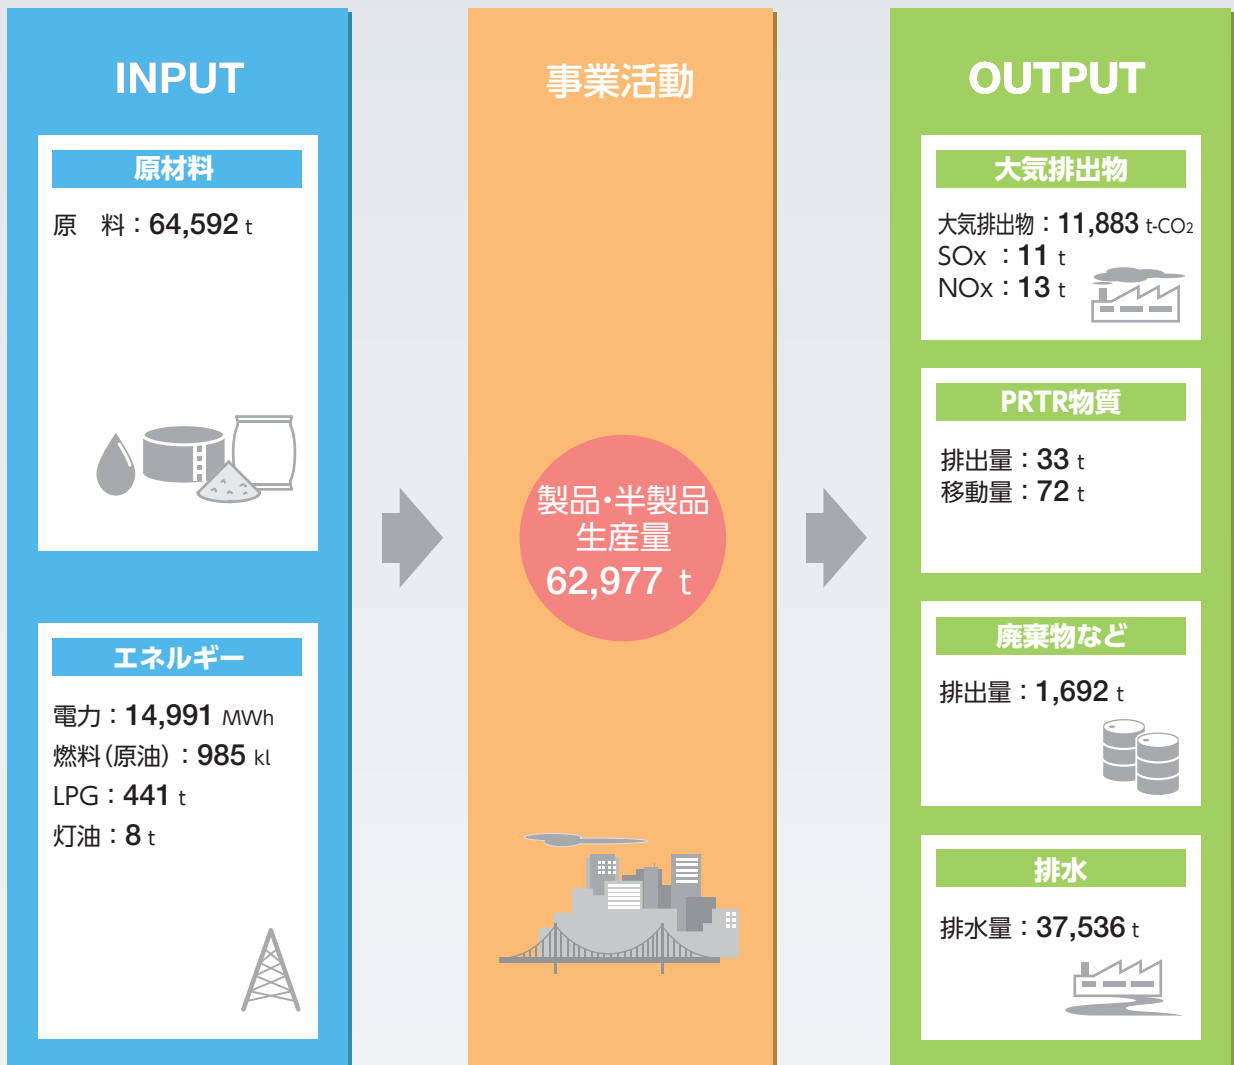 INPUT
原材料
原　料：64,592 t
エネルギー
電力：14,991 MWh
燃料（原油）：985 kl
LPG：441 t
灯油：8 t
事業活動
製品・半製品
生産量
62,977 t
OUTPUT
大気排出物
大気排出物：11,883 t-CO2
SOx ：11 t
NOx：13 t
PRTR物質
排出量：33 t
移動量：72 t
廃棄物など
排出量：1,692 t
排水
排水量：37,536 t